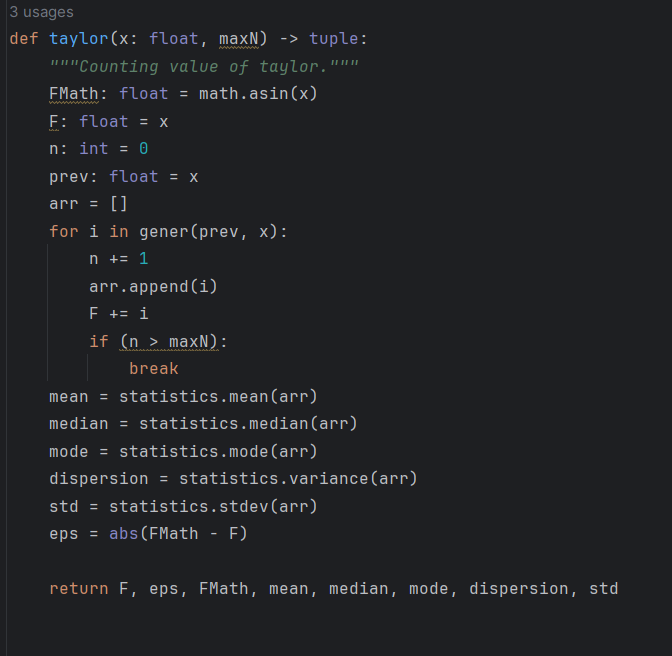 3 usages
def taylor(x: float, maxN) -> tuple:
    """Counting value of taylor."""
    FMath: float = math.asin(x)
    F: float = x
    n: int = 0
    prev: float = x
    arr = []
    for i in gener(prev, x):
        n += 1
        arr.append(i)
        F += i
        if (n > maxN):
            break
    mean = statistics.mean(arr)
    median = statistics.median(arr)
    mode = statistics.mode(arr)
    dispersion = statistics.variance(arr)
    std = statistics.stdev(arr)
    eps = abs(FMath - F)
    return F, eps, FMath, mean, median, mode, dispersion, std